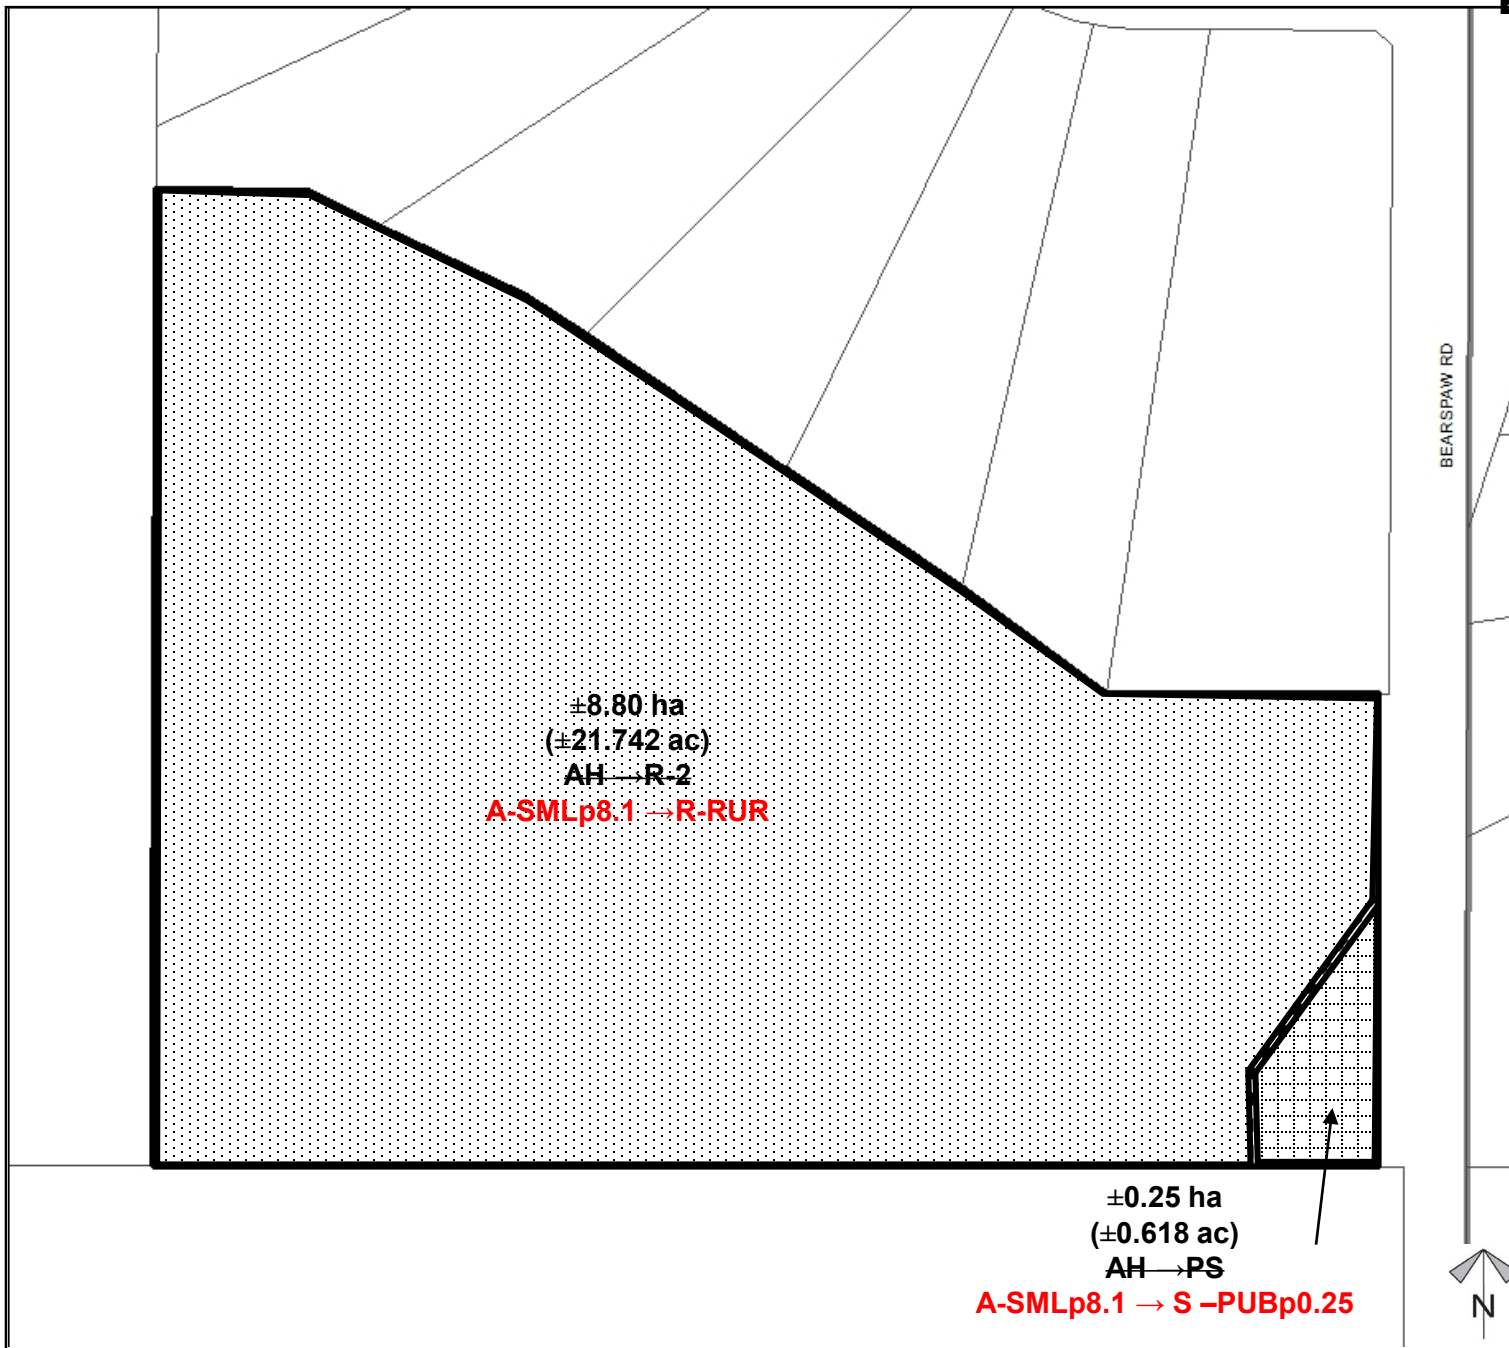 BEARSPAW RD
±8.80 ha
(±21.742 ac)
AH →R-2
A-SMLp8.1 →R-RUR
±0.25 ha
(±0.618 ac)
AH →PS
A-SMLp8.1 → S –PUBp0.25
N